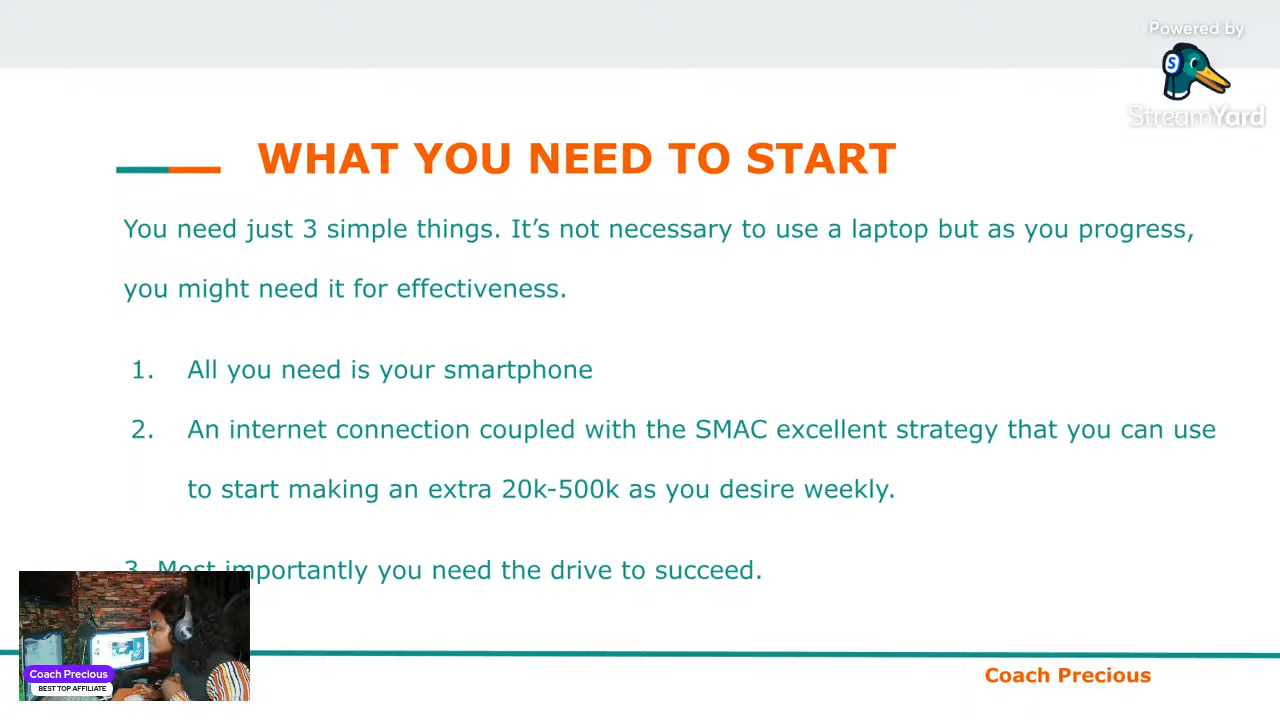 Powered by
StreamYard
WHAT YOU NEED TO START
You need just 3 simple things. It’s not necessary to use a laptop but as you progress,
you might need it for effectiveness.
1. All you need is your smartphone
2. An internet connection coupled with the SMAC excellent strategy that you can use
to start making an extra 20k-500k as you desire weekly.
3. Most importantly you need the drive to succeed.
Coach Precious
BEST TOP AFFILIATE
Coach Precious